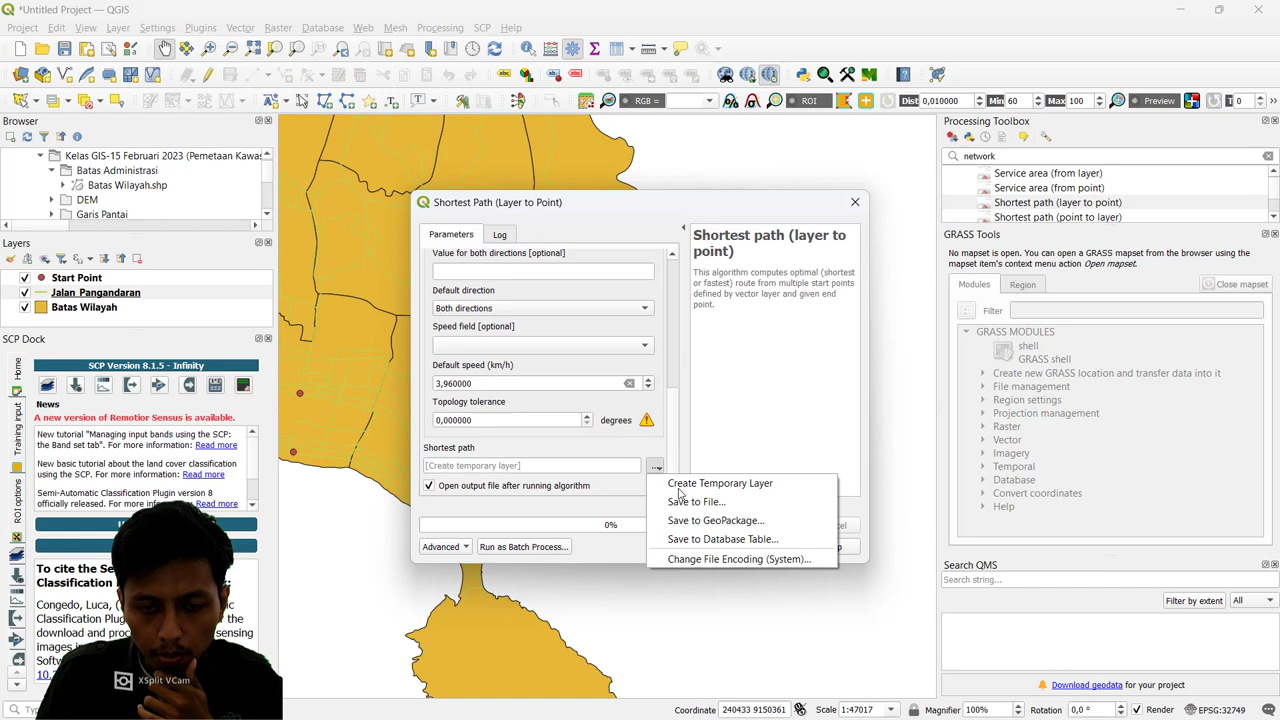 *Untitled Project — QGIS
Project Edit View Layer Settings Plugins Vector Raster Database Web Mesh Processing SCP Help
RGB = ROI Dist 0,010000 Min 60 Max 100 Preview T 0
Browser
Kelas GIS-15 Februari 2023 (Pemetaan Kawas
Batas Administrasi
Batas Wilayah.shp
DEM
Garis Pantai
Layers
Start Point
Jalan_Pangandaran
Batas Wilayah
SCP Dock
Home
Training input
ROI options
SCP Version 8.1.5 - Infinity
News
A new version of Remotior Sensus is available.
New tutorial "Managing input bands using the SCP: the Band set tab". For more information: Read more
New basic tutorial about the land cover classification using the SCP. For more information: Read more
Semi-Automatic Classification Plugin version 8 officially released. For more information: Read more
To cite the Se
Classification
Plug
Congedo, Luca, (
Classification Plu
download and proc
images in
Softw
10.
XSplit VCam
Shortest Path (Layer to Point)
Parameters Log
Value for both directions [optional]
Default direction
Both directions
Speed field [optional]
Default speed (km/h)
3,960000
Topology tolerance
0,000000 degrees
Shortest path
[Create temporary layer]
Open output file after running algorithm
0%
Advanced Run as Batch Process...
Shortest path (layer to point)
This algorithm computes optimal (shortest or fastest) route from multiple start points defined by vector layer and given end point.
Create Temporary Layer
Save to File...
Save to GeoPackage...
Save to Database Table...
Change File Encoding (System)...
Processing Toolbox
network
Service area (from layer)
Service area (from point)
Shortest path (layer to point)
Shortest path (point to layer)
GRASS Tools
No mapset is open. You can open a GRASS mapset from the browser using the mapset item's context menu action Open mapset.
Modules Region Close mapset
Filter
GRASS MODULES
shell
GRASS shell
Create new GRASS location and transfer data into it
File management
Region settings
Projection management
Raster
Vector
Imagery
Temporal
Database
Convert coordinates
Help
Search QMS
Search string...
Filter by extent All
Download geodata for your project
Coordinate 240433 9150361 Scale 1:47017 Magnifier 100% Rotation 0,0 ° Render EPSG:32749